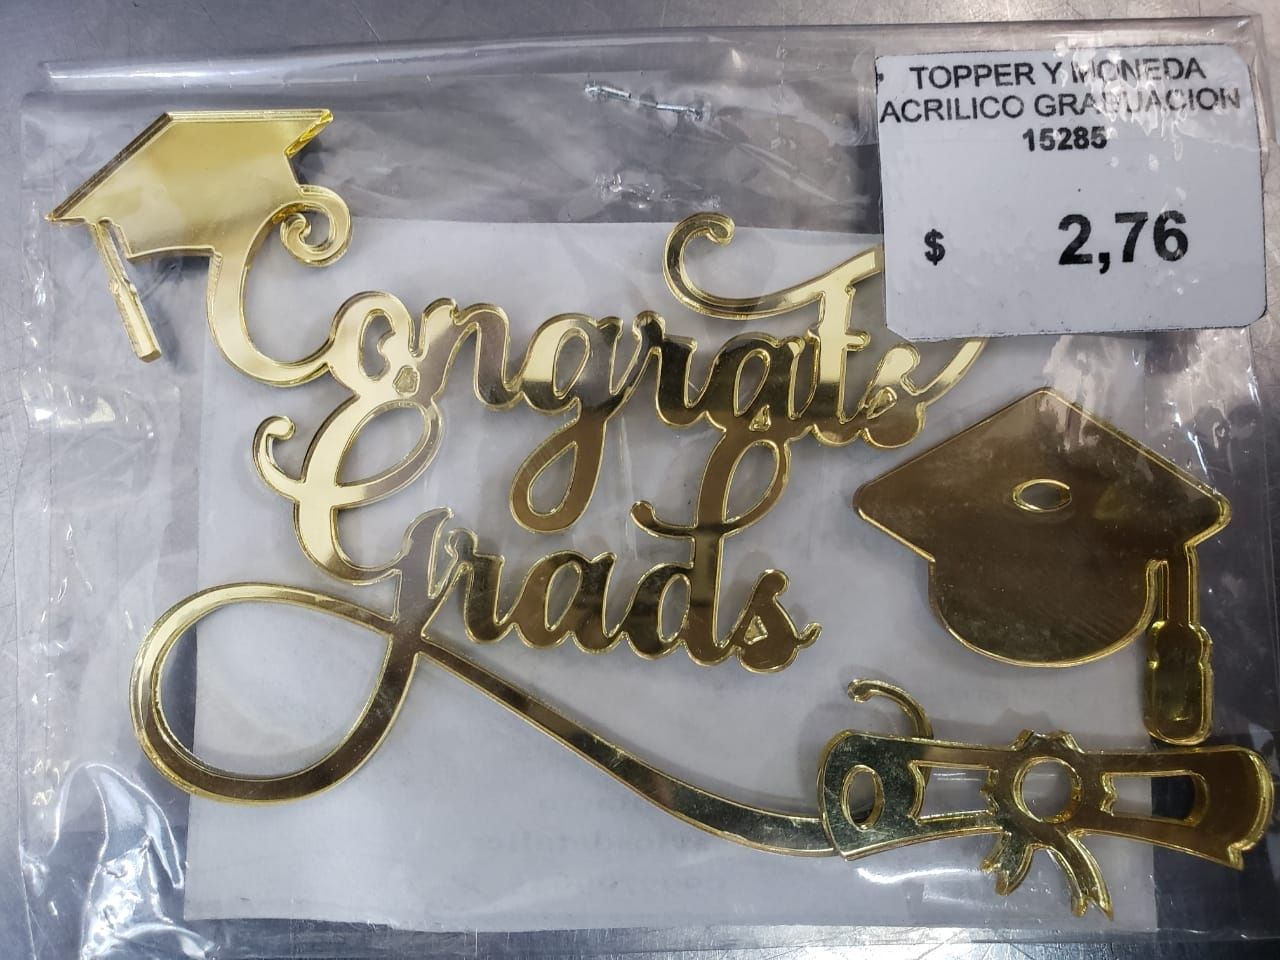 TOPPER Y MONEDA
ACRILICO GRADUACION
15285
$ 2,76
Congrats
Grads